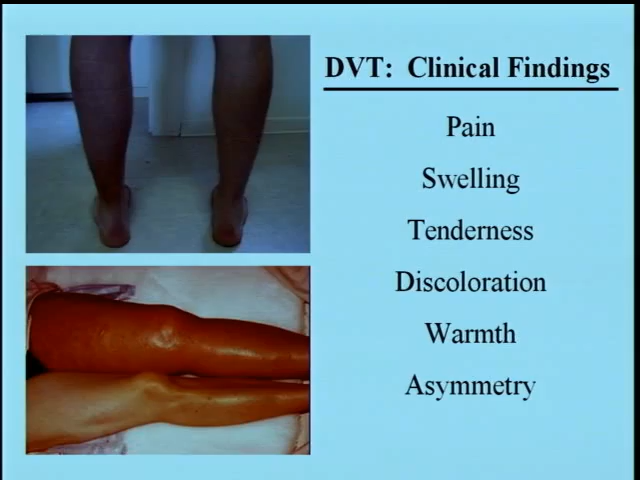 DVT: Clinical Findings
Pain
Swelling
Tenderness
Discoloration
Warmth
Asymmetry